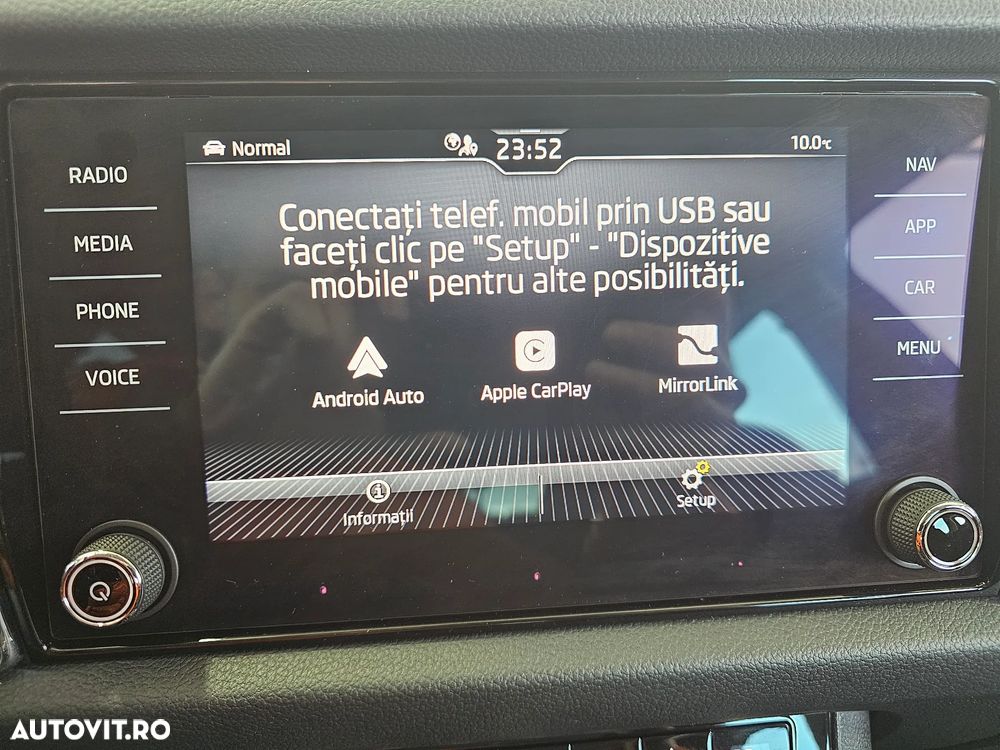 Normal
23:52
10.0°C
RADIO
MEDIA
PHONE
VOICE
Conectați telef. mobil prin USB sau
faceți clic pe "Setup" - "Dispozitive
mobile" pentru alte posibilități.
Android Auto
Apple CarPlay
MirrorLink
Informații
Setup
NAV
APP
CAR
MENU
AUTOVIT.RO